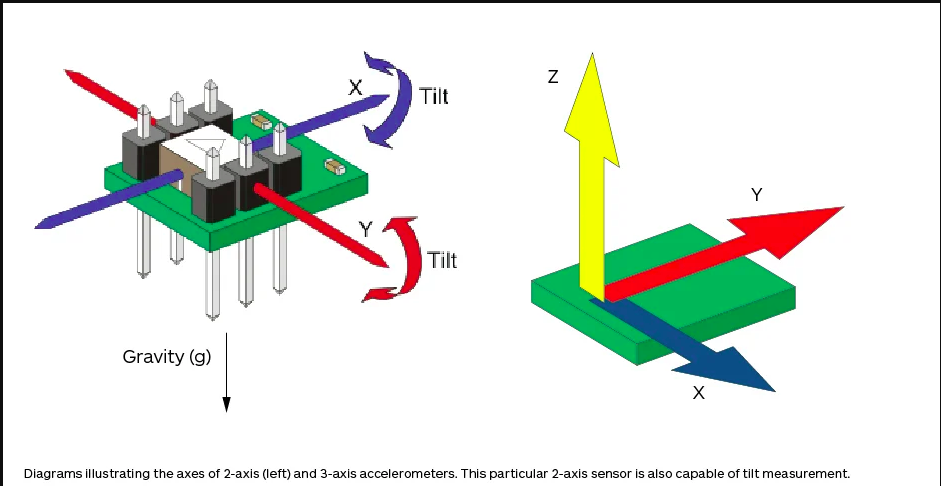 X
Tilt
Y
Tilt
Gravity (g)
Z
Y
X
Diagrams illustrating the axes of 2-axis (left) and 3-axis accelerometers. This particular 2-axis sensor is also capable of tilt measurement.